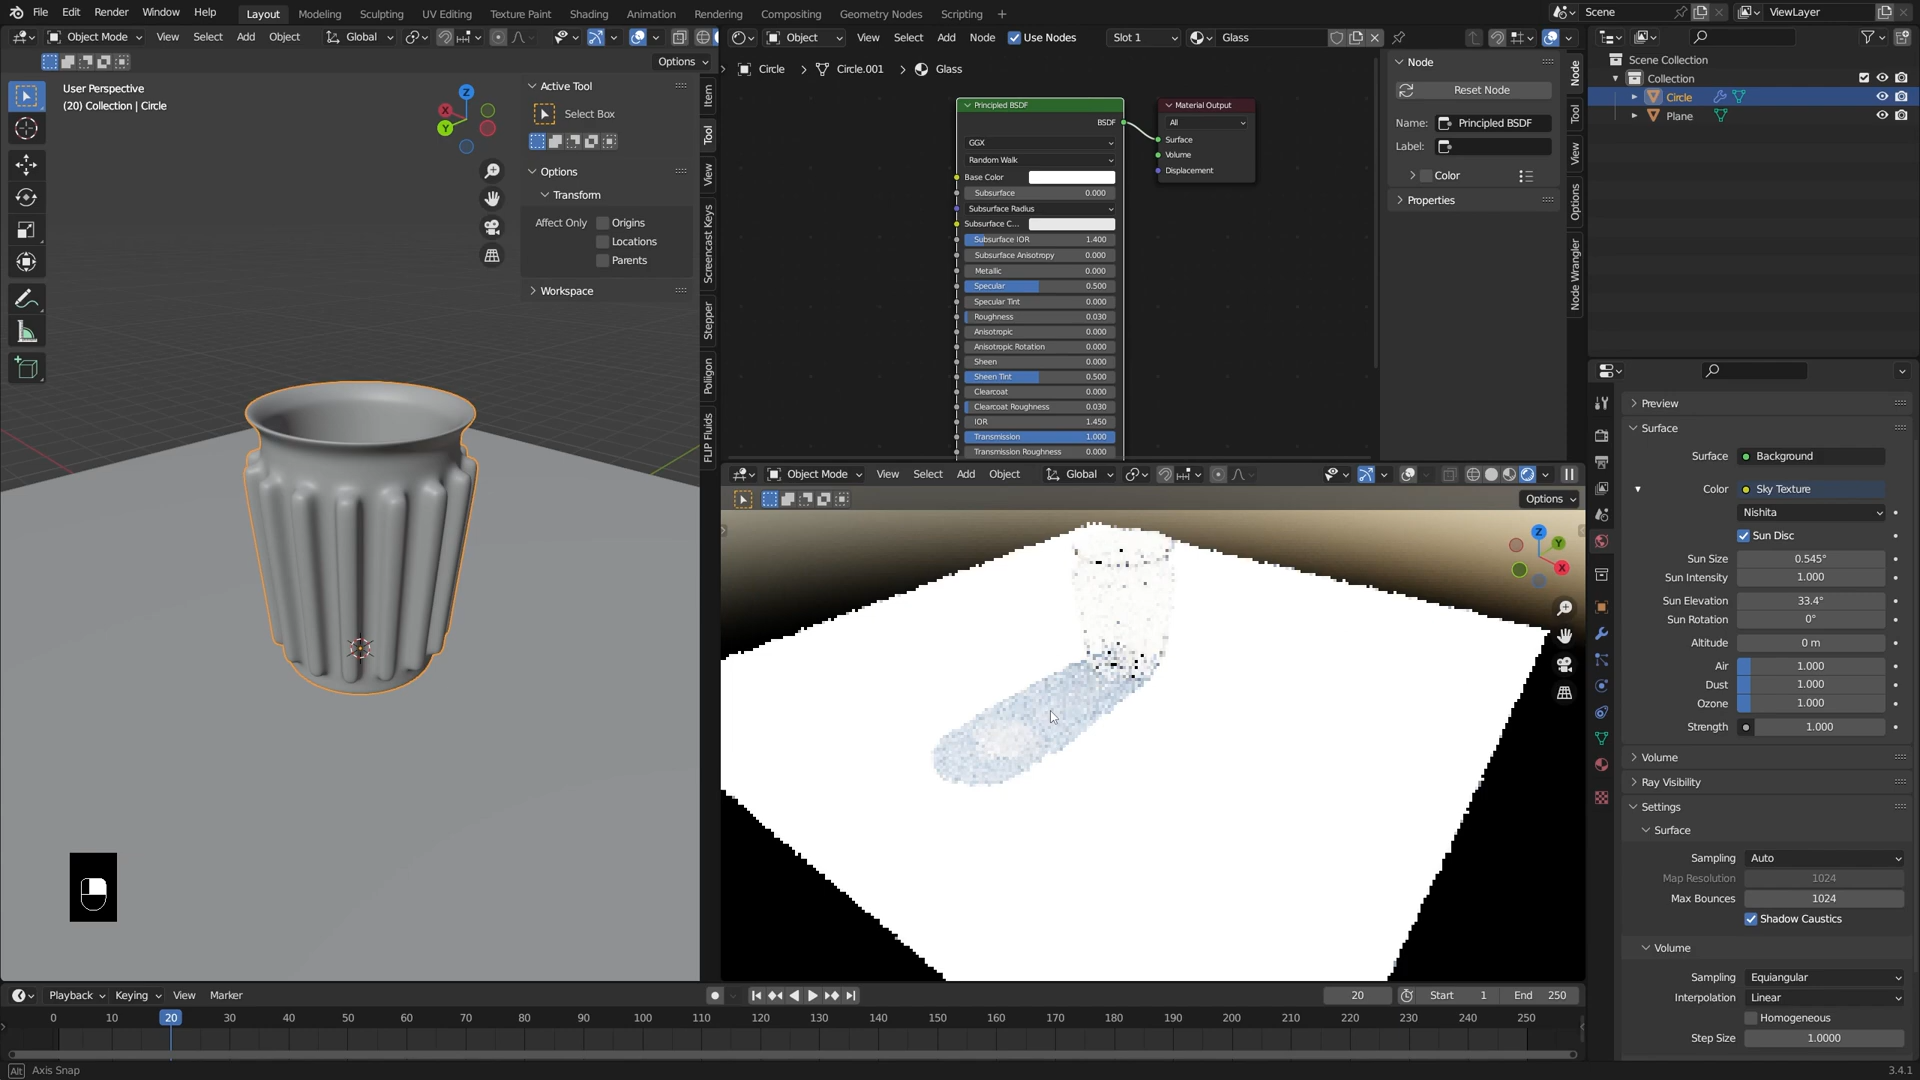 File Edit Render Window Help Layout Modeling Sculpting UV Editing Texture Paint Shading Animation Rendering Compositing Geometry Nodes Scripting + Scene ViewLayer
Object Mode View Select Add Object Global
Options
User Perspective
(20) Collection | Circle
Active Tool
Select Box
Options
Transform
Affect Only Origins
Locations
Parents
Workspace
Item
Tool
View
Screencast Keys
Stepper
Poliigon
FLIP Fluids
Object View Select Add Node Use Nodes Slot 1 Glass
Circle > Circle.001 > Glass
Principled BSDF
BSDF
GGX
Random Walk
Base Color
Subsurface 0.000
Subsurface Radius
Subsurface C...
Subsurface IOR 1.400
Subsurface Anisotropy 0.000
Metallic 0.000
Specular 0.500
Specular Tint 0.000
Roughness 0.030
Anisotropic 0.000
Anisotropic Rotation 0.000
Sheen 0.000
Sheen Tint 0.500
Clearcoat 0.000
Clearcoat Roughness 0.030
IOR 1.450
Transmission 1.000
Transmission Roughness 0.000
Material Output
All
Surface
Volume
Displacement
Node
Reset Node
Name: Principled BSDF
Label:
Color
Properties
Node
Tool
View
Options
Node Wrangler
Object Mode View Select Add Object Global
Options
X
Y
Z
X
Y
Z
Scene Collection
Collection
Circle
Plane
Preview
Surface
Surface Background
Color Sky Texture
Nishita
Sun Disc
Sun Size 0.545°
Sun Intensity 1.000
Sun Elevation 33.4°
Sun Rotation 0°
Altitude 0 m
Air 1.000
Dust 1.000
Ozone 1.000
Strength 1.000
Volume
Ray Visibility
Settings
Surface
Sampling Auto
Map Resolution 1024
Max Bounces 1024
Shadow Caustics
Volume
Sampling Equiangular
Interpolation Linear
Homogeneous
Step Size 1.0000
Playback Keying View Marker 20 Start 1 End 250
0 10 20 30 40 50 60 70 80 90 100 110 120 130 140 150 160 170 180 190 200 210 220 230 240 250
Alt Axis Snap 3.4.1